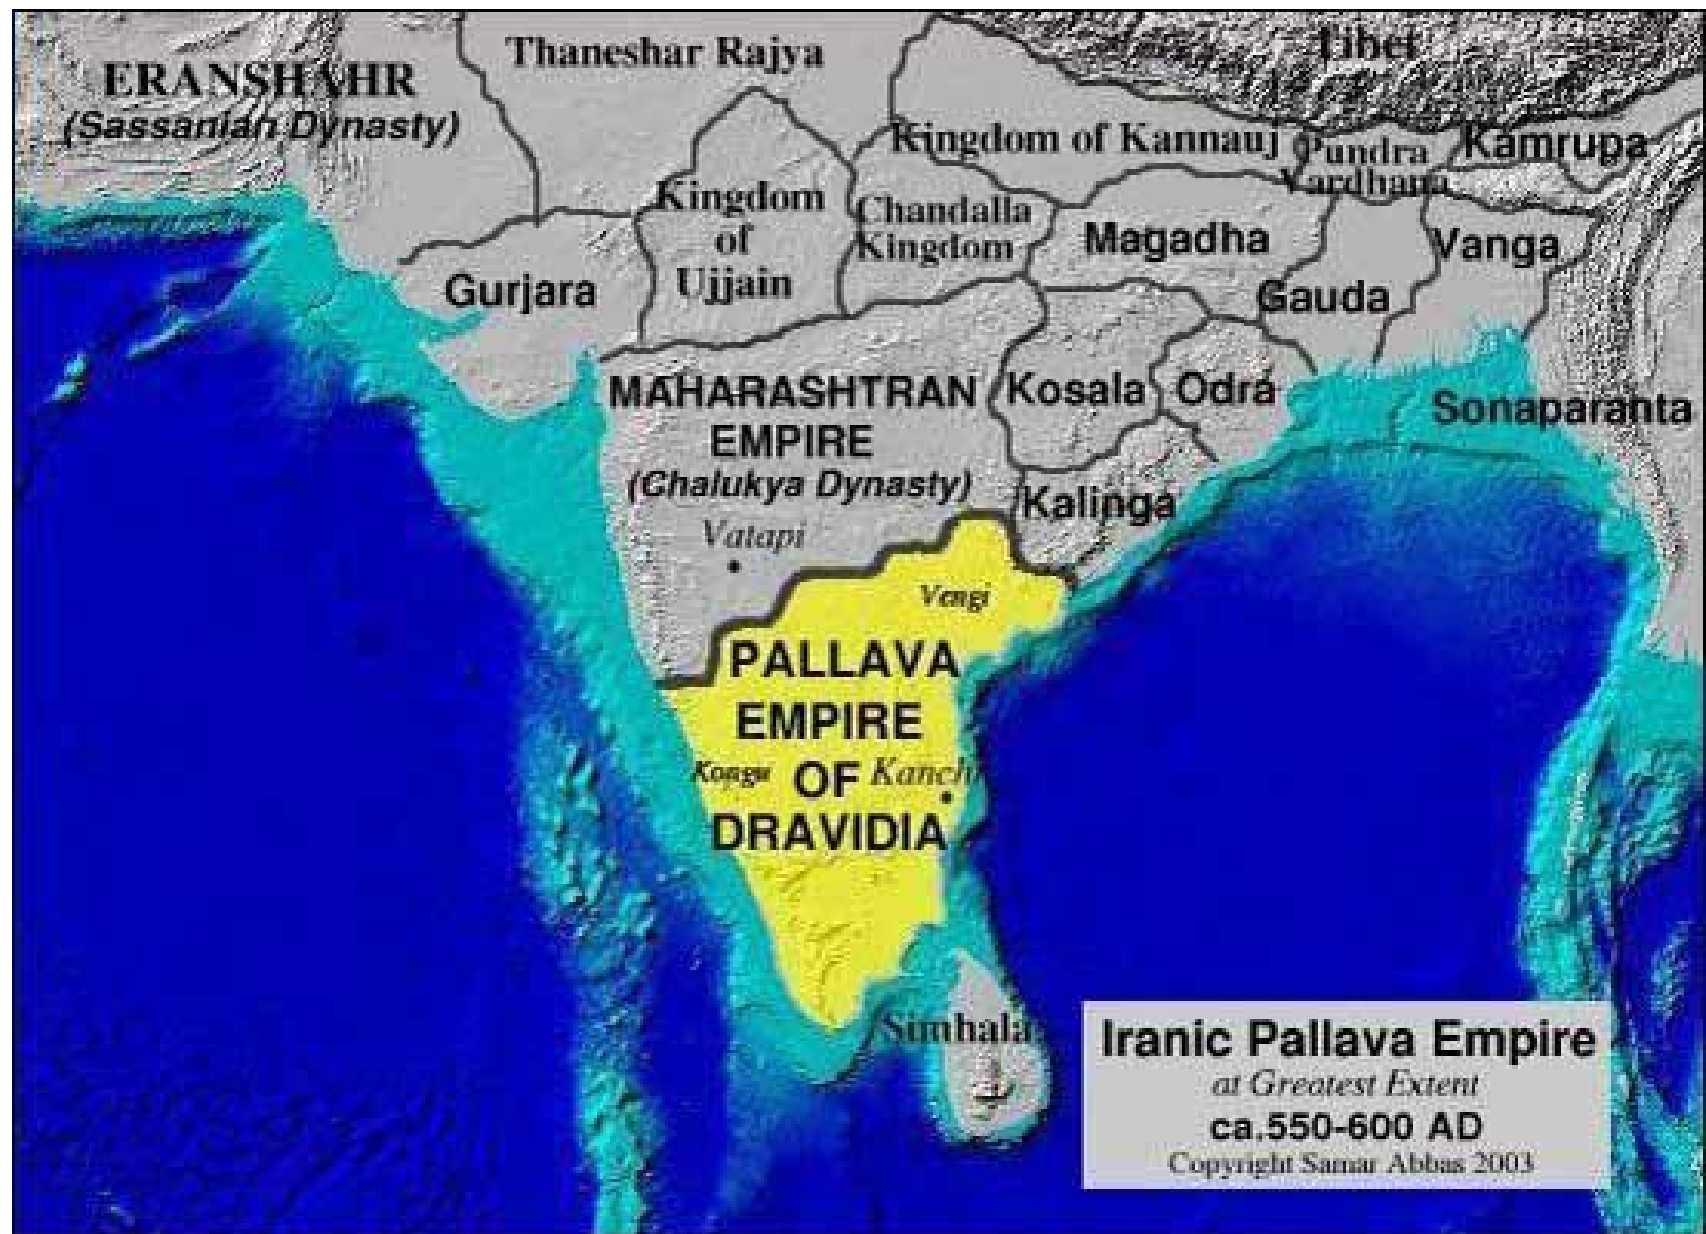 Thaneshar Rajya
Tibet
ERANSHAHR
(Sassanian Dynasty)
Kingdom of Kannauj
Pundra
Vardhana
Kamrupa
Kingdom
of
Ujjain
Chandalla
Kingdom
Magadha
Vanga
Gurjara
Gauda
MAHARASHTRAN
EMPIRE
(Chalukya Dynasty)
Vatapi
Kosala
Odra
Sonaparanta
Kalinga
Vengi
PALLAVA
EMPIRE
Kongu OF Kanchi
DRAVIDIA
Simhala
Iranic Pallava Empire
at Greatest Extent
ca.550-600 AD
Copyright Samar Abbas 2003